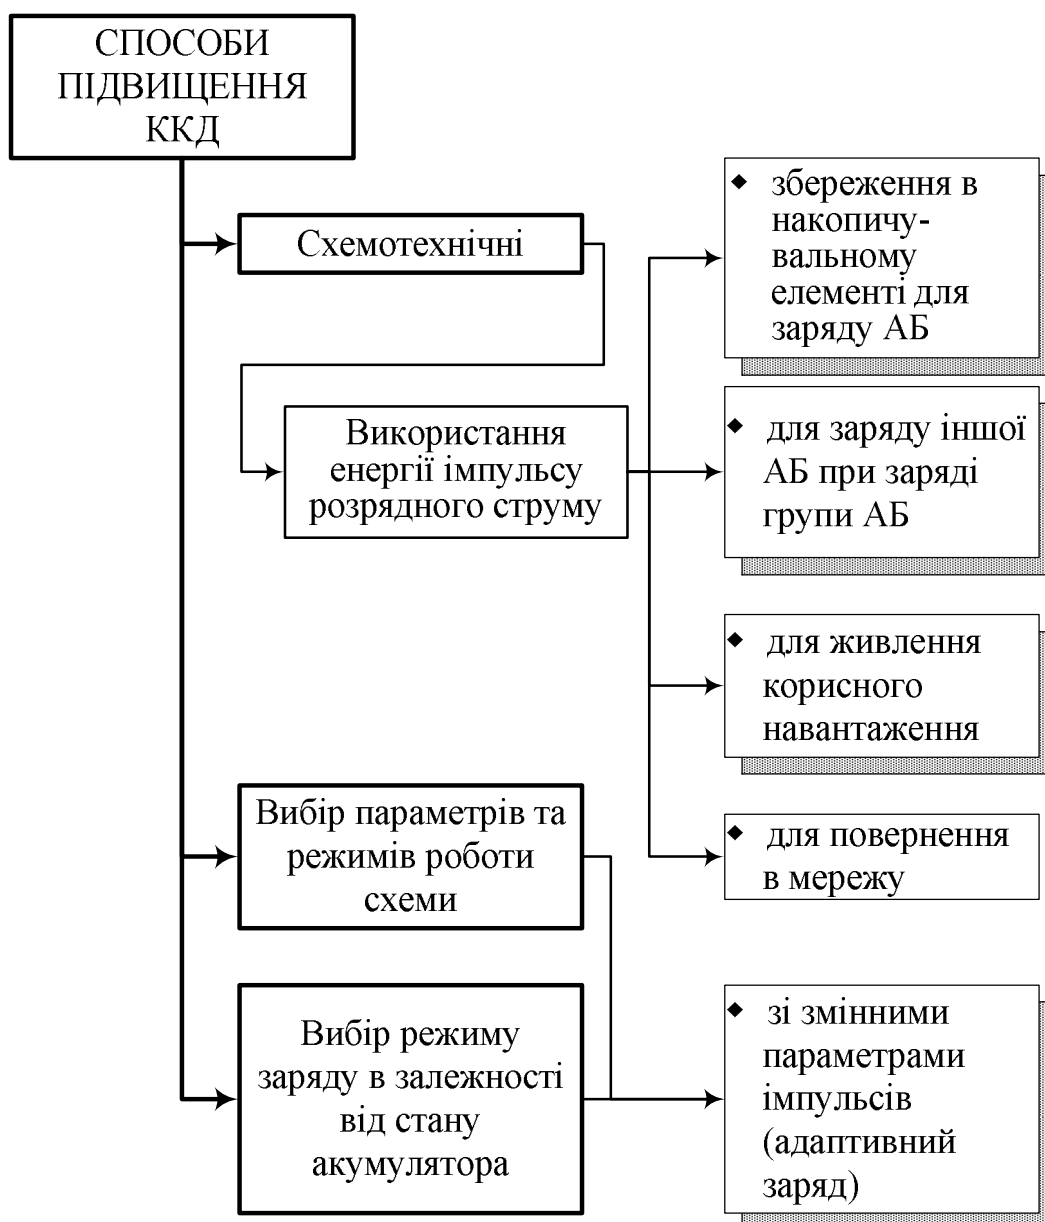 СПОСОБИ
ПІДВИЩЕННЯ
ККД
Схемотехнічні
Використання
енергії імпульсу
розрядного струму
◆ збереження в
накопичу-
вальному
елементі для
заряду АБ
◆ для заряду іншої
АБ при заряді
групи АБ
◆ для живлення
корисного
навантаження
◆ для повернення
в мережу
Вибір параметрів та
режимів роботи
схеми
Вибір режиму
заряду в залежності
від стану
акумулятора
◆ зі змінними
параметрами
імпульсів
(адаптивний
заряд)